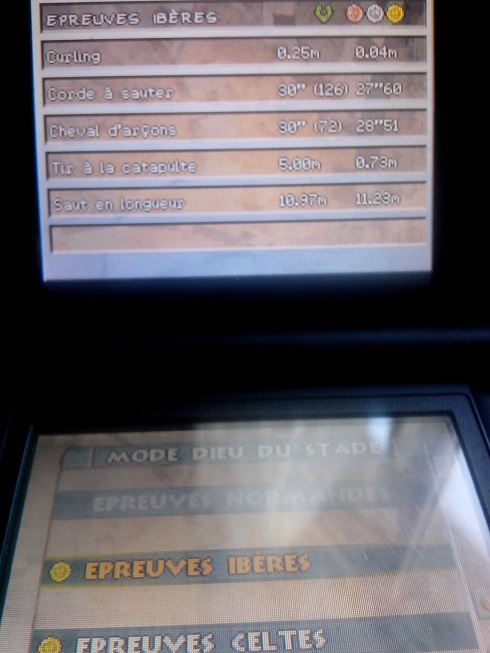 EPREUVES IBÈRES
Curling 0.25m 0.04m
Corde à sauter 30" (126) 27"60
Cheval d'arçons 30" (72) 28"51
Tir à la catapulte 5.00m 0.73m
Saut en longueur 10.97m 11.23m
MODE DIEU DU STADE
EPREUVES NORMANDES
EPREUVES IBÈRES
EPREUVES CELTES